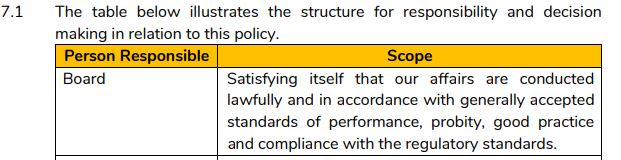 7.1 The table below illustrates the structure for responsibility and decision
making in relation to this policy.
Person Responsible Scope
Board Satisfying itself that our affairs are conducted
lawfully and in accordance with generally accepted
standards of performance, probity, good practice
and compliance with the regulatory standards.